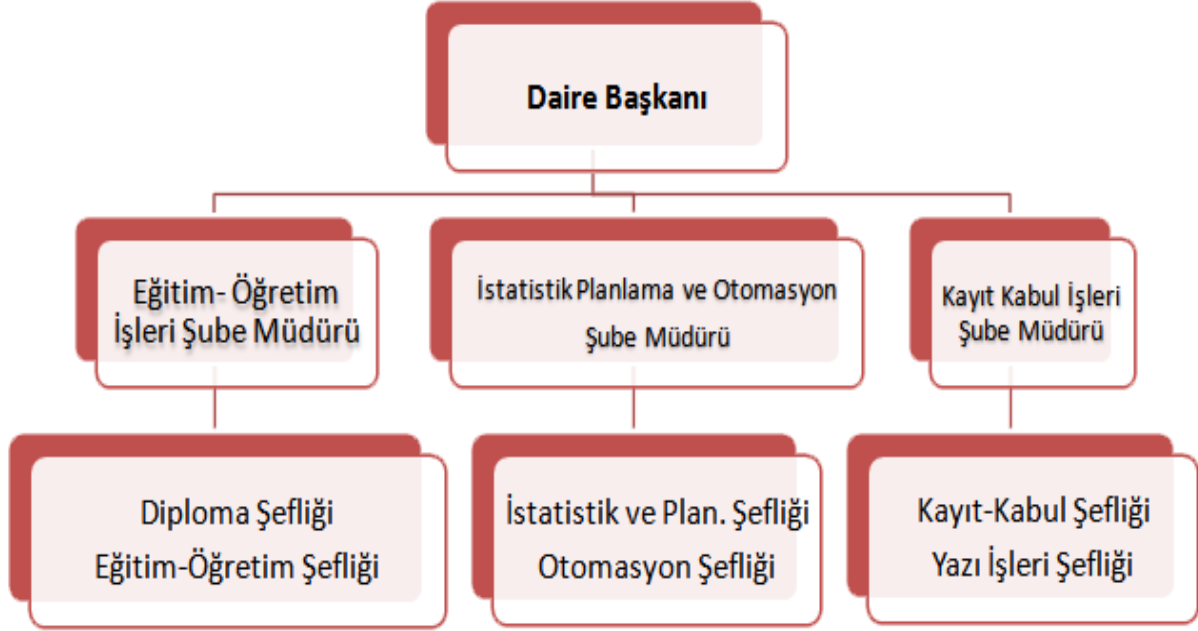 Daire Başkanı
Eğitim- Öğretim
İşleri Şube Müdürü
İstatistik Planlama ve Otomasyon
Şube Müdürü
Kayıt Kabul İşleri
Şube Müdürü
Diploma Şefliği
Eğitim-Öğretim Şefliği
İstatistik ve Plan. Şefliği
Otomasyon Şefliği
Kayıt-Kabul Şefliği
Yazı İşleri Şefliği